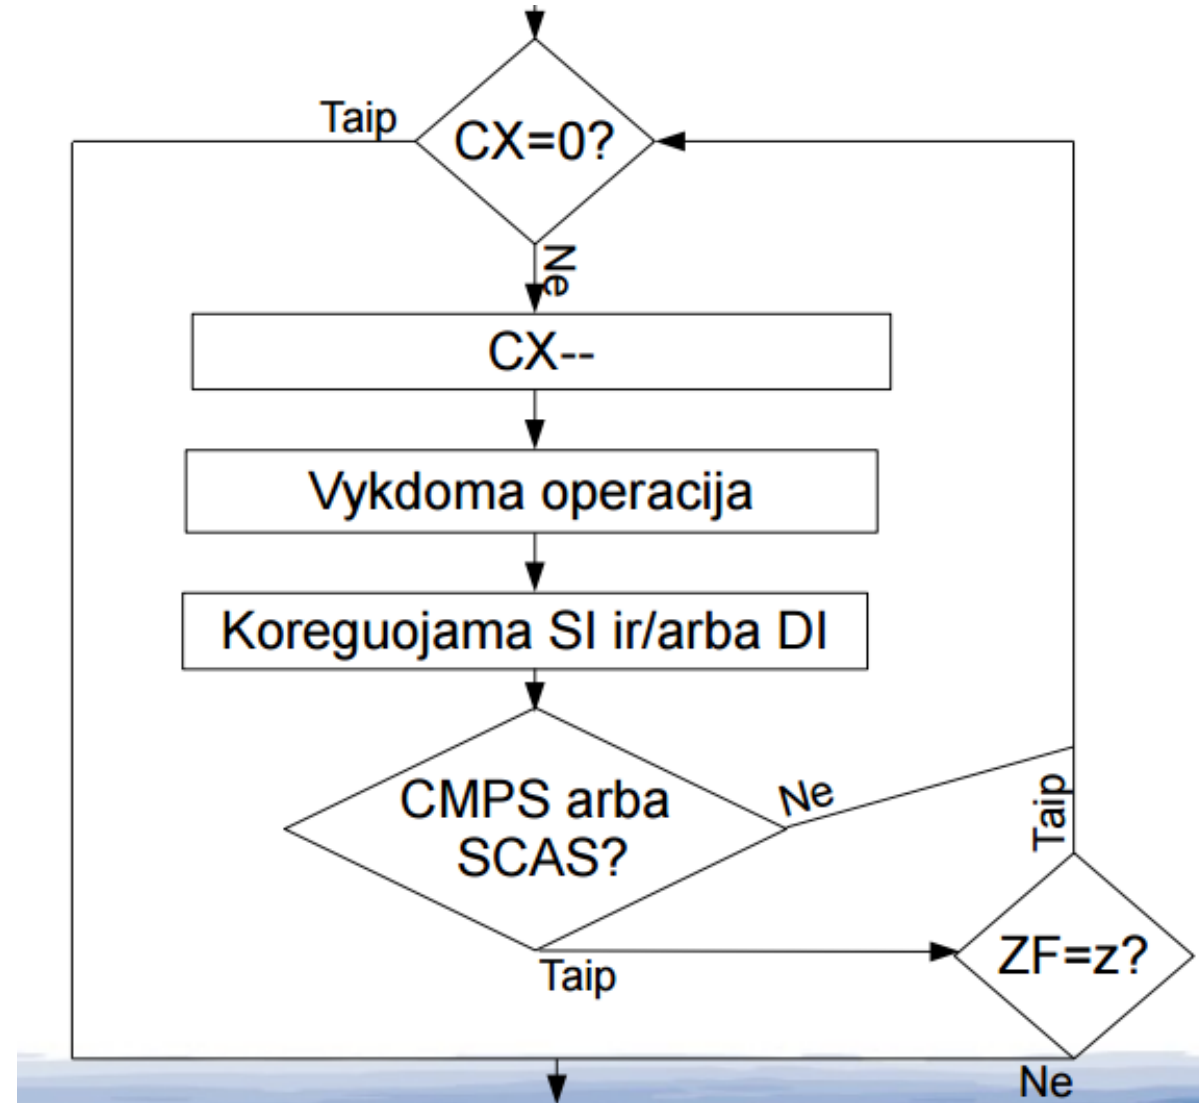 Taip
CX=0?
Ne
CX--
Vykdoma operacija
Koreguojama SI ir/arba DI
CMPS arba
SCAS?
Ne
Taip
Taip
ZF=z?
Ne